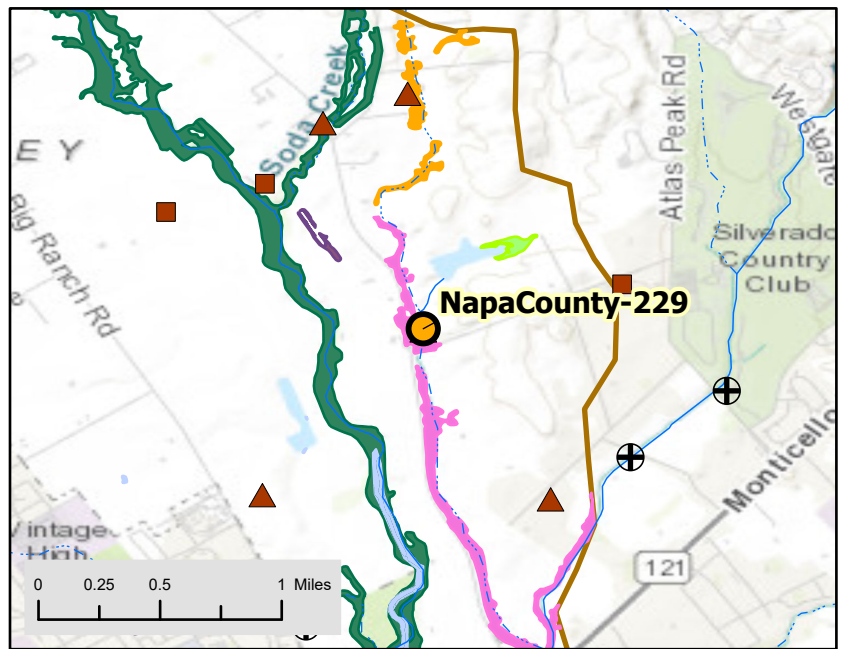 Soda Creek
E Y
Big Ranch Rd
Atlas Peak Rd
Westgate
Silverado
Country
Club
NapaCounty-229
Monticello
Vintage
High
121
0 0.25 0.5 1 Miles